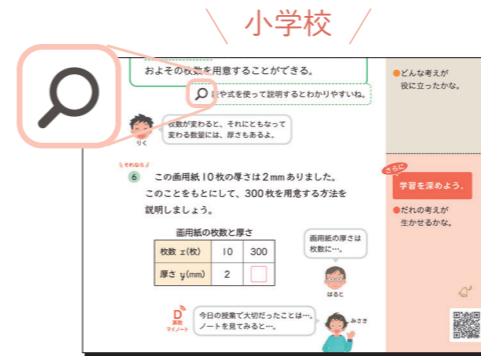 小学校
およその枚数を用意することができる。
や式を使って説明するとわかりやすいね。
枚数が変わると、それにともなって
変わる数量には、厚さもあるよ。
りく
それなら
6 この画用紙10枚の厚さは2mmありました。
このことをもとにして、300枚を用意する方法を
説明しましょう。
画用紙の枚数と厚さ
枚数 x(枚) 10 300
厚さ y(mm) 2 □
画用紙の厚さは
枚数に…。
はると
D
算数
マイノート
今日の授業で大切だったことは…。
ノートを見てみると…。
みさき
●どんな考えが
役に立ったかな。
さらに
学習を深めよう。
●だれの考えが
生かせるかな。